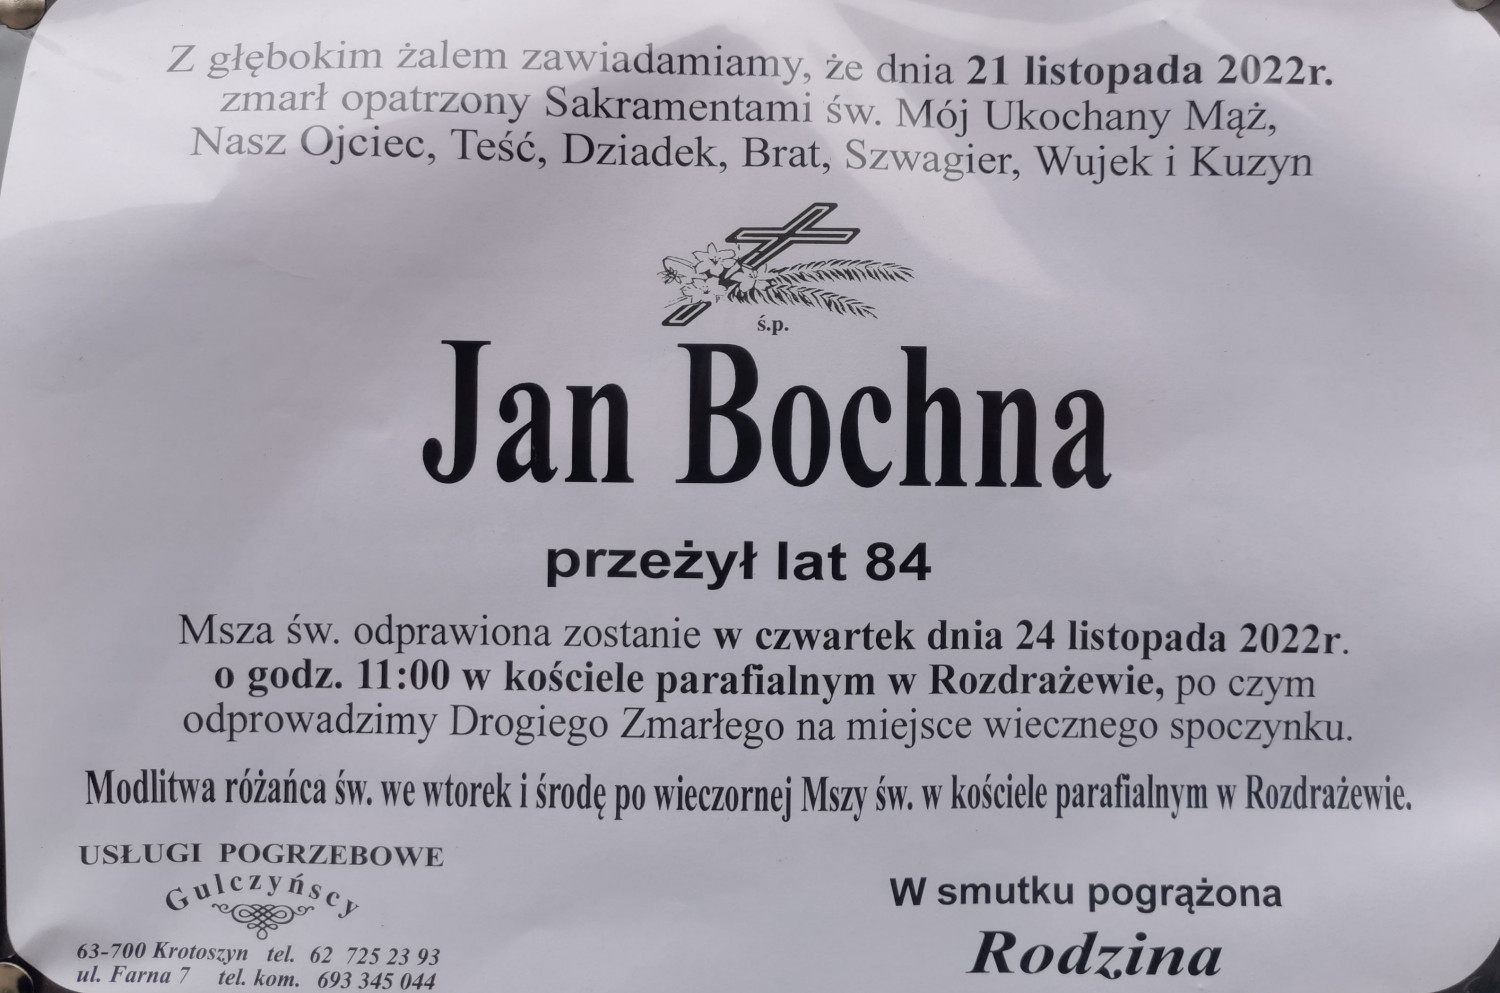 Z głębokim żalem zawiadamiamy, że dnia 21 listopada 2022r.
zmarł opatrzony Sakramentami św. Mój Ukochany Mąż,
Nasz Ojciec, Teść, Dziadek, Brat, Szwagier, Wujek i Kuzyn
ś.p.
Jan Bochna
przeżył lat 84
Msza św. odprawiona zostanie w czwartek dnia 24 listopada 2022r.
o godz. 11:00 w kościele parafialnym w Rozdrażewie, po czym
odprowadzimy Drogiego Zmarłego na miejsce wiecznego spoczynku.
Modlitwa różańca św. we wtorek i środę po wieczornej Mszy św. w kościele parafialnym w Rozdrażewie.
USŁUGI POGRZEBOWE
Gulczyńscy
63-700 Krotoszyn tel. 62 725 23 93
ul. Farna 7 tel. kom. 693 345 044
W smutku pogrążona
Rodzina